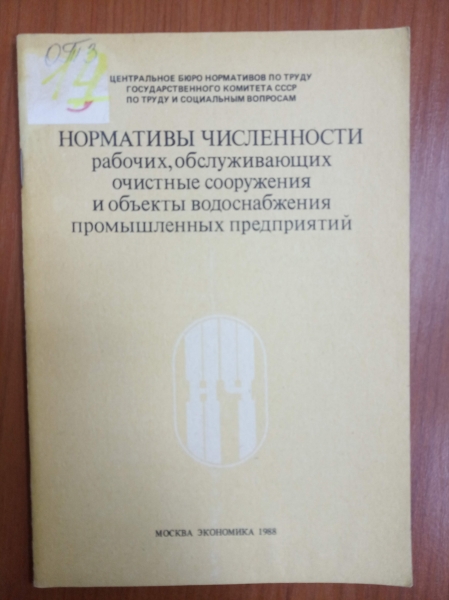 ОТЗ
ЦЕНТРАЛЬНОЕ БЮРО НОРМАТИВОВ ПО ТРУДУ
ГОСУДАРСТВЕННОГО КОМИТЕТА СССР
ПО ТРУДУ И СОЦИАЛЬНЫМ ВОПРОСАМ
НОРМАТИВЫ ЧИСЛЕННОСТИ
рабочих, обслуживающих
очистные сооружения
и объекты водоснабжения
промышленных предприятий
МОСКВА ЭКОНОМИКА 1988